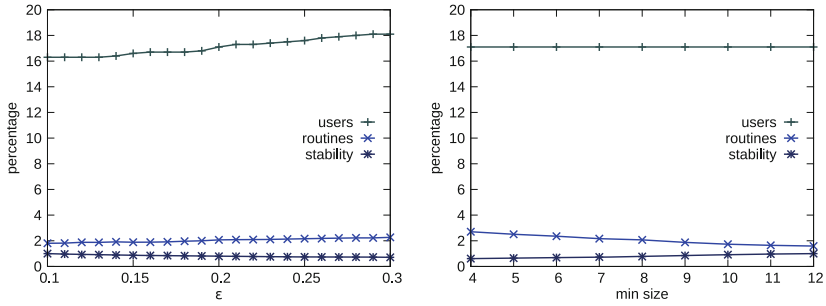 20
18
16
14
12
10
8
6
4
2
0
percentage
users
routines
stability
0.1 0.15 0.2 0.25 0.3
ε
20
18
16
14
12
10
8
6
4
2
0
percentage
users
routines
stability
4 5 6 7 8 9 10 11 12
min size